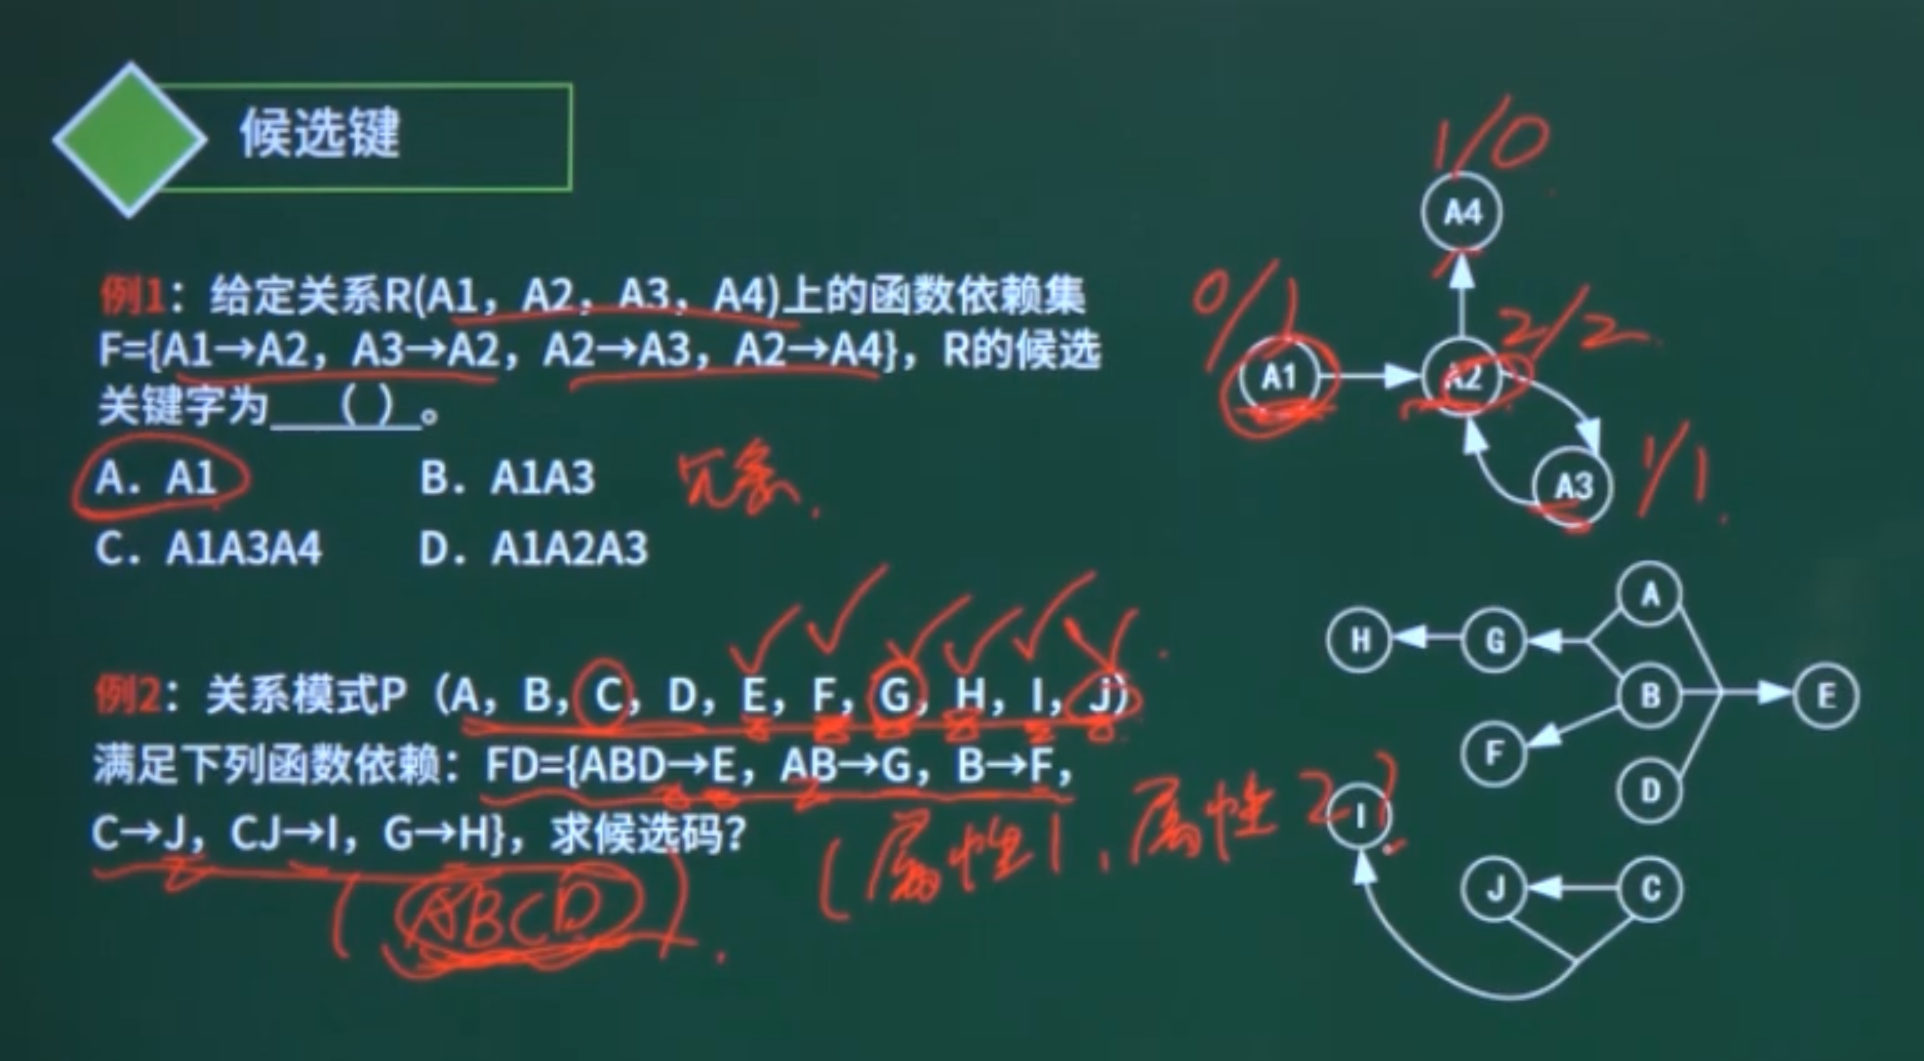 候选键
例1：给定关系R(A1，A2，A3，A4)上的函数依赖集
F={A1→A2，A3→A2，A2→A3，A2→A4}，R的候选
关键字为___（ ）。
A．A1 B．A1A3 冗余.
C．A1A3A4 D．A1A2A3
例2：关系模式P（A，B，C，D，E，F，G，H，I，J）
满足下列函数依赖：FD={ABD→E，AB→G，B→F，
C→J，CJ→I，G→H}，求候选码？
(ABCD).
(属性1，属性2)
1/0
A4
0/1
2/2
A1
A2
1/1
A3
A
H
G
B
E
F
D
I
J
C